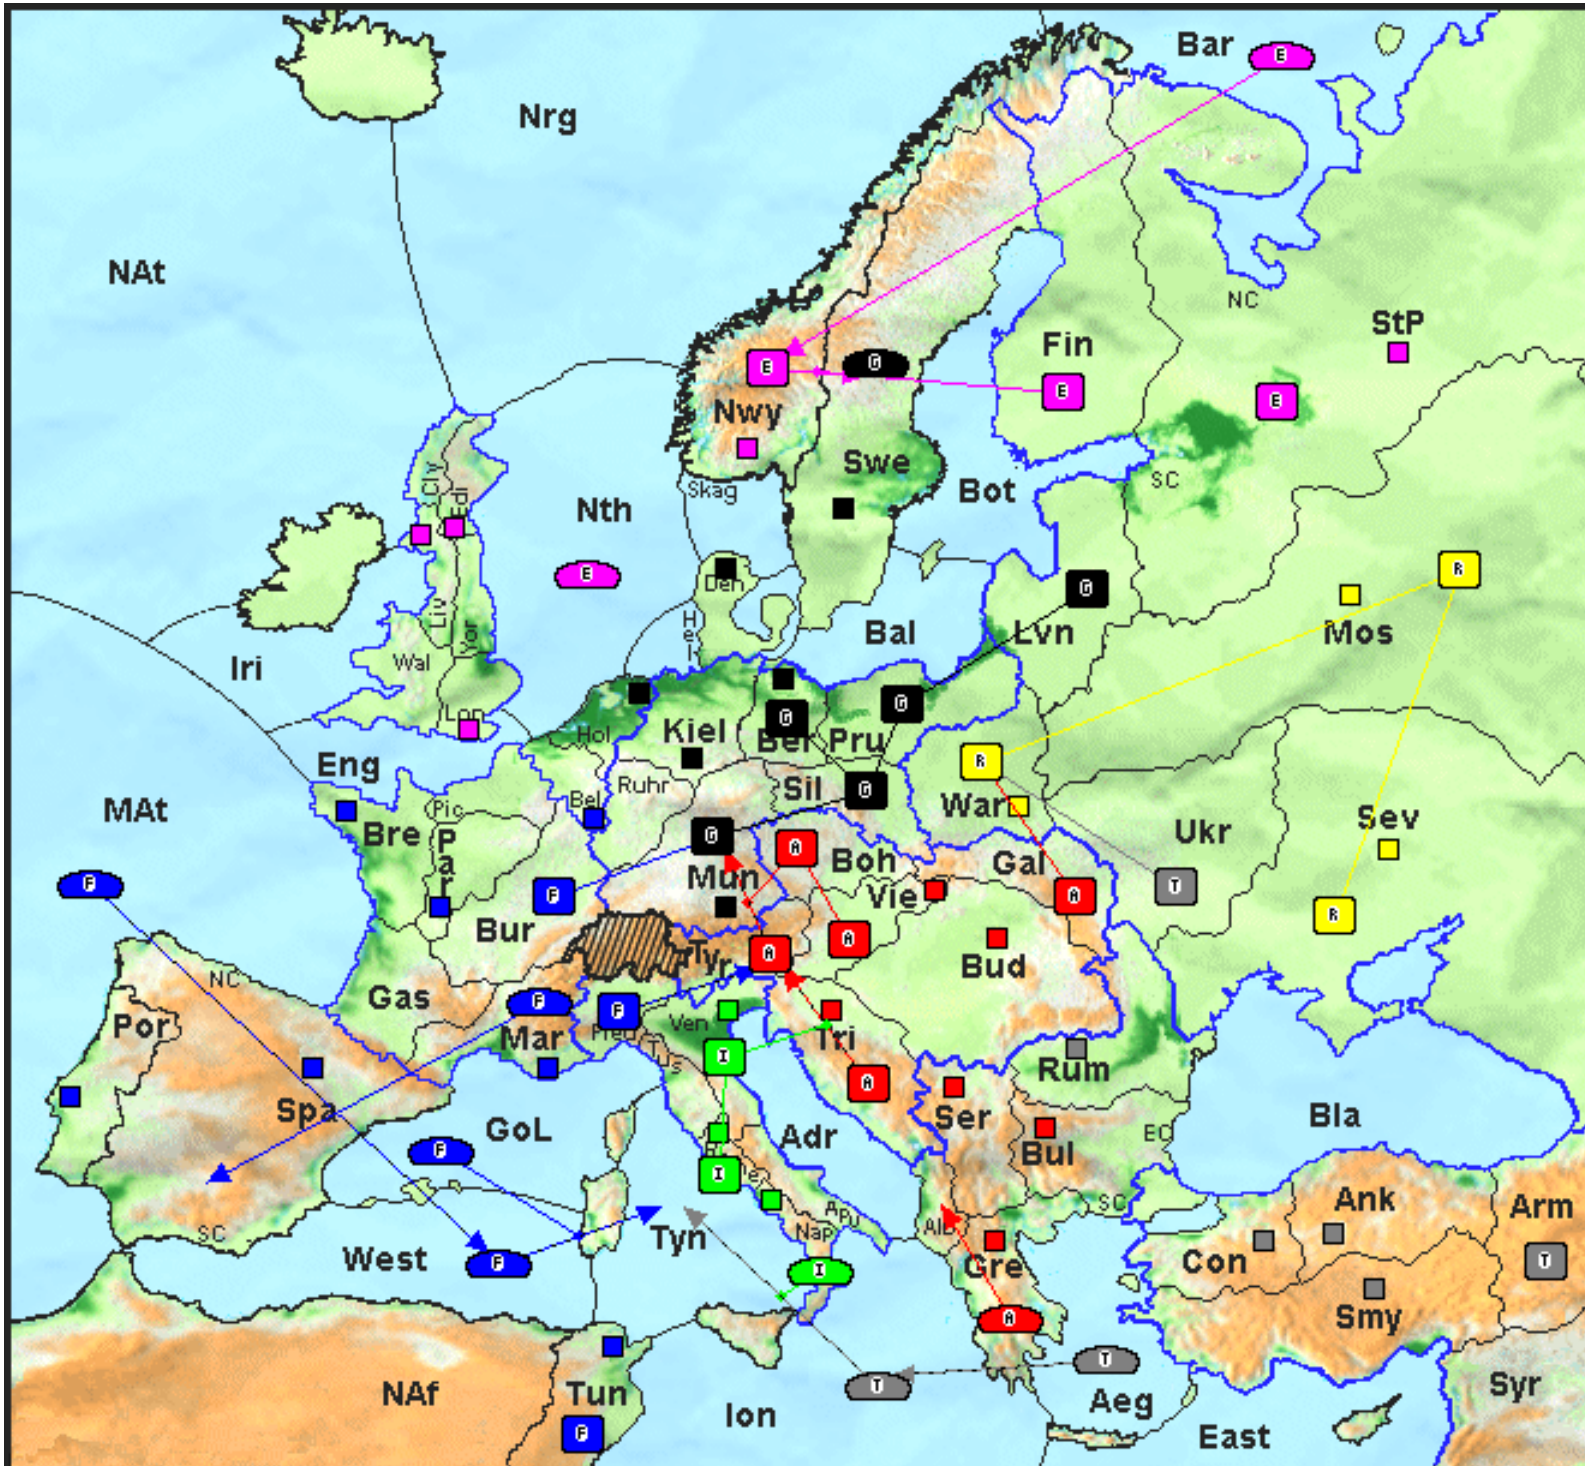 Bar
E
Nrg
NAt
NC
StP
Fin
E
G
E
E
Nwy
Swe
SC
Bot
Skag
Cly
Edi
Nth
E
Den
G
R
Liv
Yor
Hel
Bal
Lvn
Mos
Iri
Wal
Lon
G
G
Hol
Kiel
Ber
Pru
R
Eng
Ruhr
Sil
G
War
MAt
Pic
Bel
Bre
Par
G
A
Boh
Ukr
Sev
Gal
F
Mun
Vie
F
A
T
R
Bur
A
A
Tyr
Bud
NC
Gas
F
F
Por
Mar
Pied
Ven
Tri
Tus
I
Rum
A
Spa
Ser
GoL
Adr
Bla
F
Bul
EC
I
Ank
SC
Apu
Arm
SC
Tyn
Nap
Alb
West
Con
T
F
I
Gre
Smy
A
T
NAf
Tun
T
Aeg
Syr
Ion
East
F